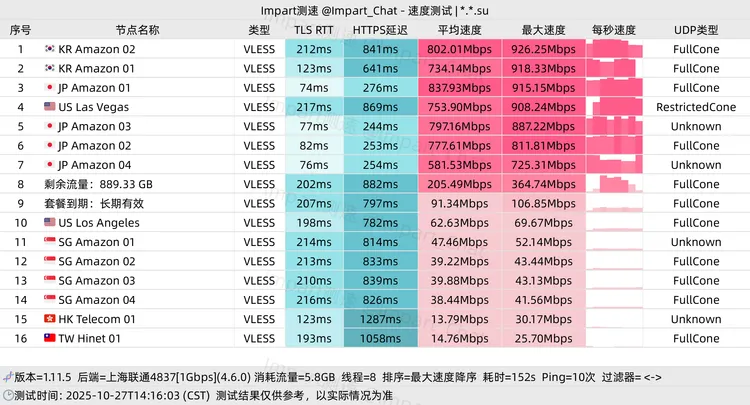 Impart测速 @Impart_Chat - 速度测试 | *.*.su
序号 节点名称 类型 TLS RTT HTTPS延迟 平均速度 最大速度 每秒速度 UDP类型
1 KR Amazon 02 VLESS 212ms 841ms 802.01Mbps 926.25Mbps FullCone
2 KR Amazon 01 VLESS 123ms 641ms 734.14Mbps 918.33Mbps FullCone
3 JP Amazon 01 VLESS 74ms 276ms 837.93Mbps 915.15Mbps FullCone
4 US Las Vegas VLESS 217ms 869ms 753.90Mbps 908.24Mbps RestrictedCone
5 JP Amazon 03 VLESS 77ms 244ms 797.16Mbps 887.22Mbps Unknown
6 JP Amazon 02 VLESS 82ms 253ms 777.61Mbps 811.81Mbps FullCone
7 JP Amazon 04 VLESS 76ms 254ms 581.53Mbps 725.31Mbps Unknown
8 剩余流量：889.33 GB VLESS 202ms 882ms 205.49Mbps 364.74Mbps FullCone
9 套餐到期：长期有效 VLESS 207ms 797ms 91.34Mbps 106.85Mbps FullCone
10 US Los Angeles VLESS 198ms 782ms 62.63Mbps 69.67Mbps FullCone
11 SG Amazon 01 VLESS 214ms 814ms 47.46Mbps 52.14Mbps Unknown
12 SG Amazon 02 VLESS 211ms 833ms 39.22Mbps 43.44Mbps FullCone
13 SG Amazon 03 VLESS 210ms 839ms 39.88Mbps 43.13Mbps FullCone
14 SG Amazon 04 VLESS 216ms 826ms 38.44Mbps 41.56Mbps FullCone
15 HK Telecom 01 VLESS 123ms 1287ms 13.79Mbps 30.17Mbps Unknown
16 TW Hinet 01 VLESS 193ms 1058ms 14.76Mbps 25.70Mbps FullCone
版本=1.11.5 后端=上海联通4837[1Gbps](4.6.0) 消耗流量=5.8GB 线程=8 排序=最大速度降序 耗时=152s Ping=10次 过滤器= <->
测试时间: 2025-10-27T14:16:03 (CST) 测试结果仅供参考，以实际情况为准